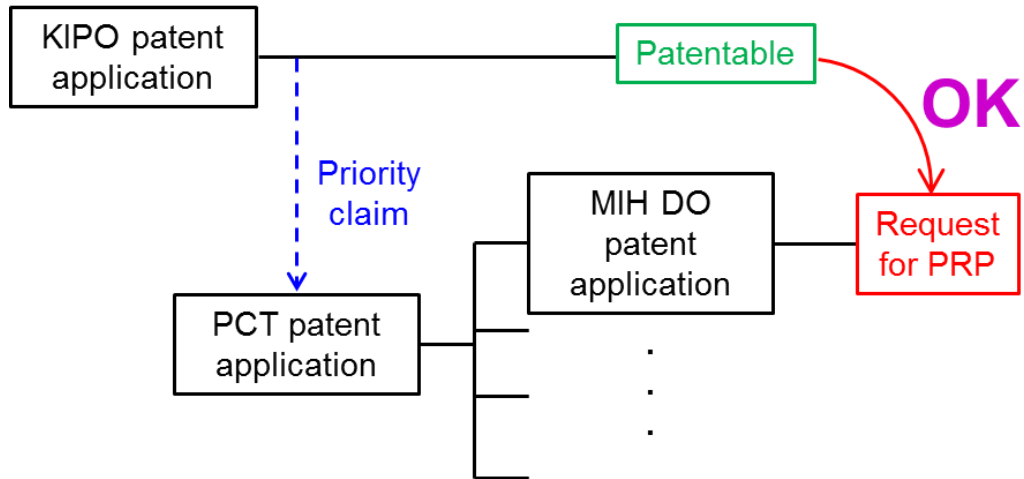 KIPO patent
application
Patentable
OK
Priority
claim
MIH DO
patent
application
Request
for PRP
PCT patent
application